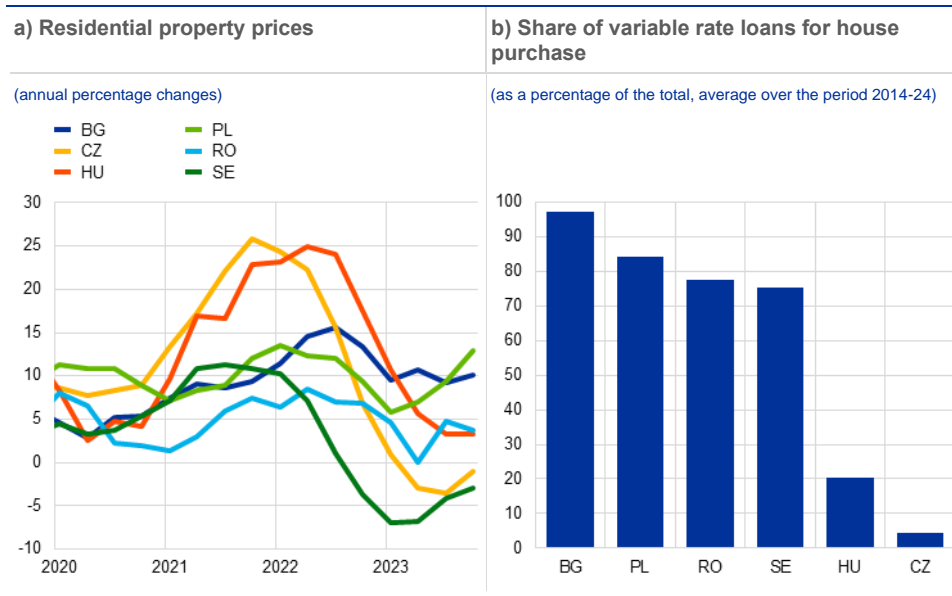 a) Residential property prices
(annual percentage changes)
BG
CZ
HU
PL
RO
SE
30
25
20
15
10
5
0
-5
-10
2020 2021 2022 2023
b) Share of variable rate loans for house
purchase
(as a percentage of the total, average over the period 2014-24)
100
90
80
70
60
50
40
30
20
10
0
BG PL RO SE HU CZ